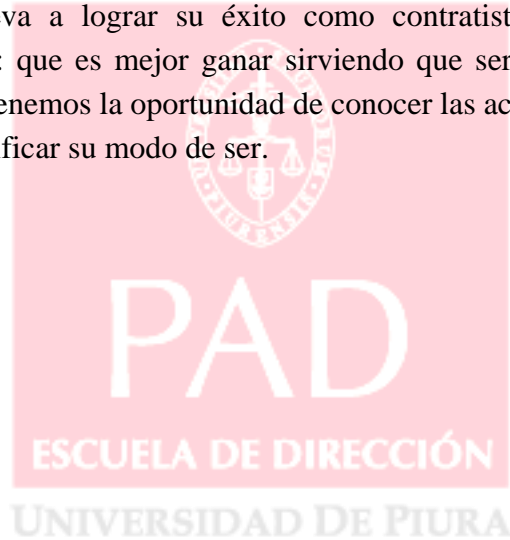 va a lograr su éxito como contratist
: que es mejor ganar sirviendo que ser
enemos la oportunidad de conocer las ac
ificar su modo de ser.
PAD
ESCUELA DE DIRECCIÓN
UNIVERSIDAD DE PIURA